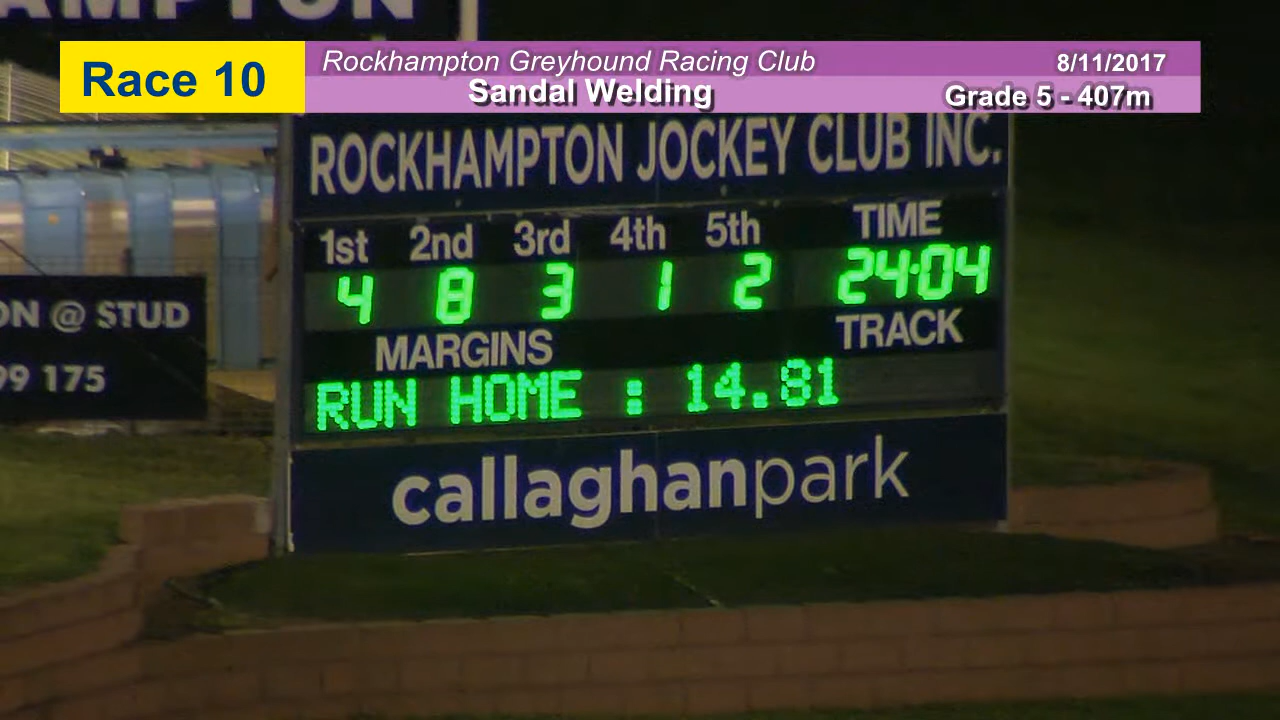 AMPTON
Race 10
Rockhampton Greyhound Racing Club
8/11/2017
Sandal Welding
Grade 5 - 407m
ROCKHAMPTON JOCKEY CLUB INC.
1st 2nd 3rd 4th 5th TIME
4 8 3 1 2 24:04
MARGINS TRACK
RUN HOME : 14.81
callaghanpark
ON @ STUD
99 175